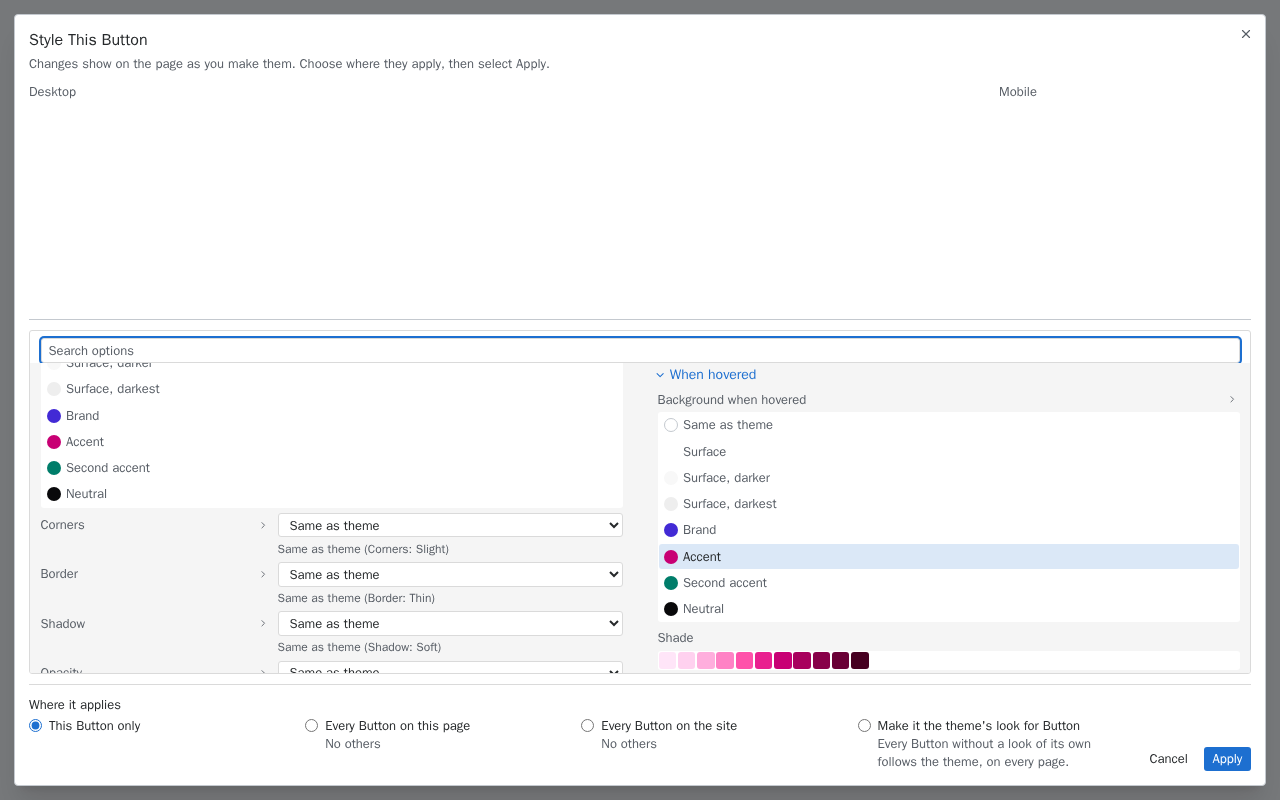 Style This Button
Changes show on the page as you make them. Choose where they apply, then select Apply.
Desktop
Mobile
Search options
Surface, darker
Surface, darkest
Brand
Accent
Second accent
Neutral
Corners
Same as theme
Same as theme (Corners: Slight)
Border
Same as theme
Same as theme (Border: Thin)
Shadow
Same as theme
Same as theme (Shadow: Soft)
Opacity
Same as theme
When hovered
Background when hovered
Same as theme
Surface
Surface, darker
Surface, darkest
Brand
Accent
Second accent
Neutral
Shade
Where it applies
This Button only
Every Button on this page
No others
Every Button on the site
No others
Make it the theme's look for Button
Every Button without a look of its own
follows the theme, on every page.
Cancel
Apply